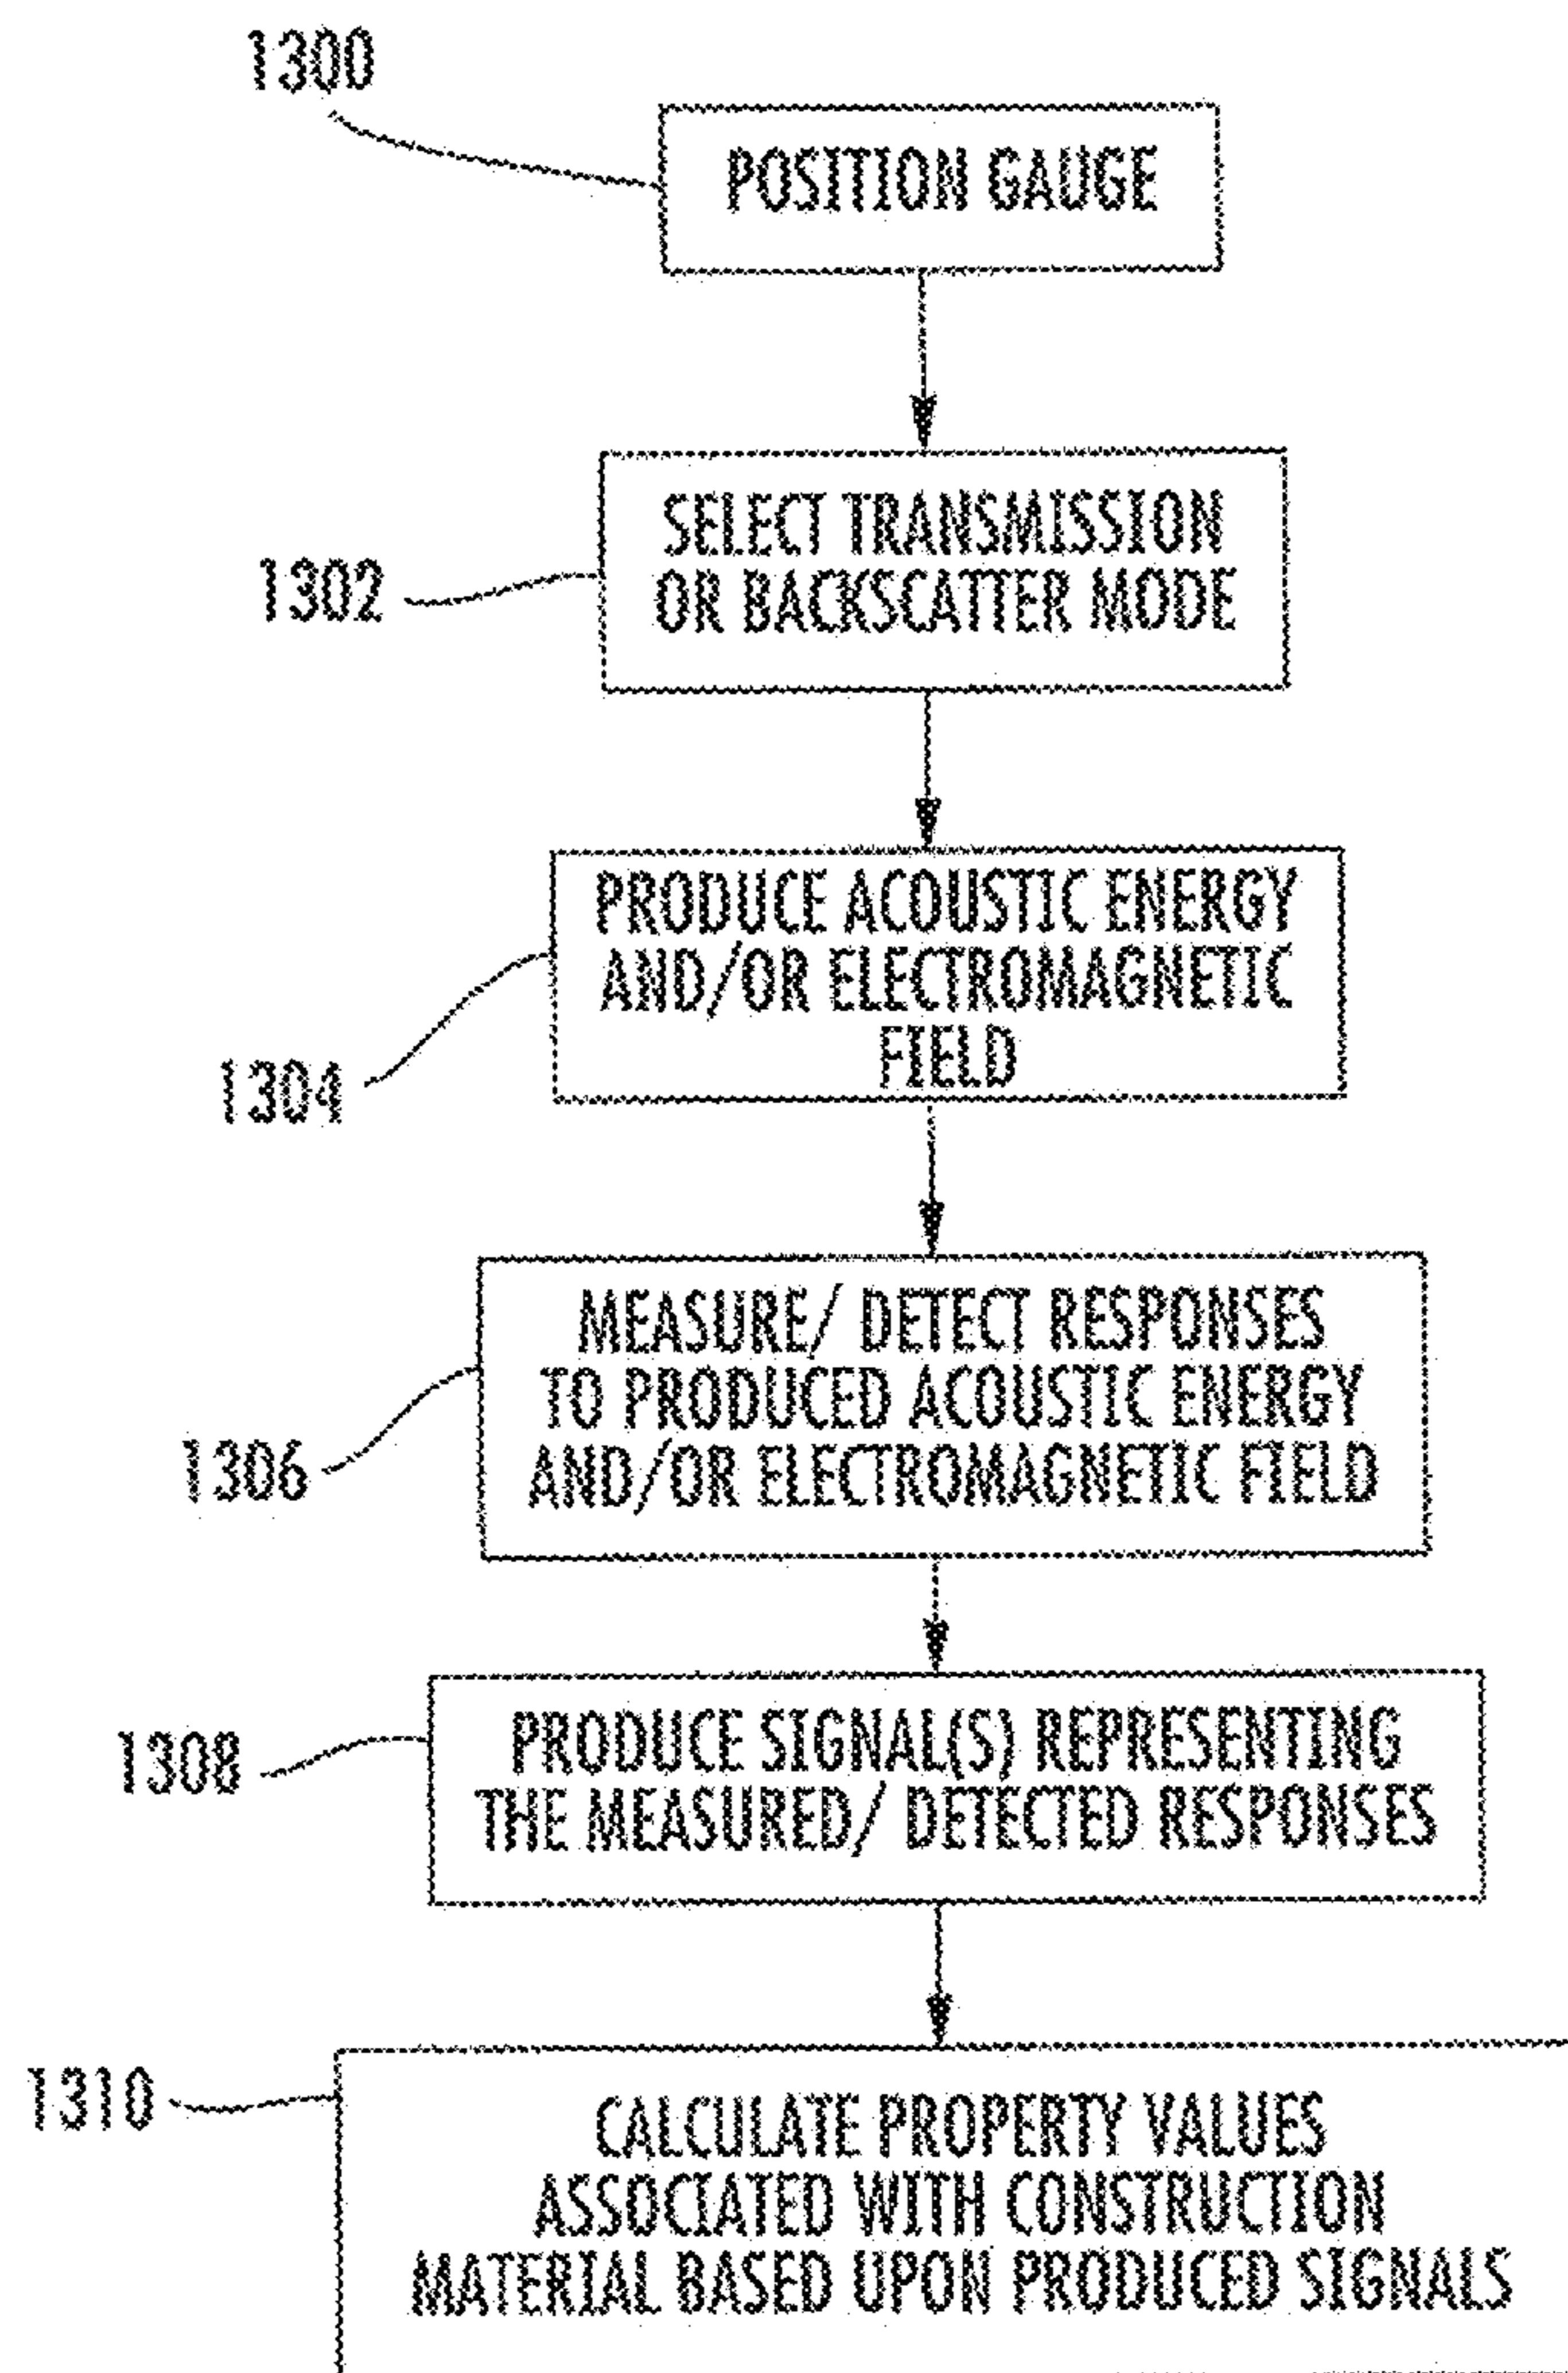 1300
POSITION GAUGE
1302
SELECT TRANSMISSION
OR BACKSCATTER MODE
1304
PRODUCE ACOUSTIC ENERGY
AND/OR ELECTROMAGNETIC
FIELD
1306
MEASURE/ DETECT RESPONSES
TO PRODUCED ACOUSTIC ENERGY
AND/OR ELECTROMAGNETIC FIELD
1308
PRODUCE SIGNAL(S) REPRESENTING
THE MEASURED/ DETECTED RESPONSES
1310
CALCULATE PROPERTY VALUES
ASSOCIATED WITH CONSTRUCTION
MATERIAL BASED UPON PRODUCED SIGNALS